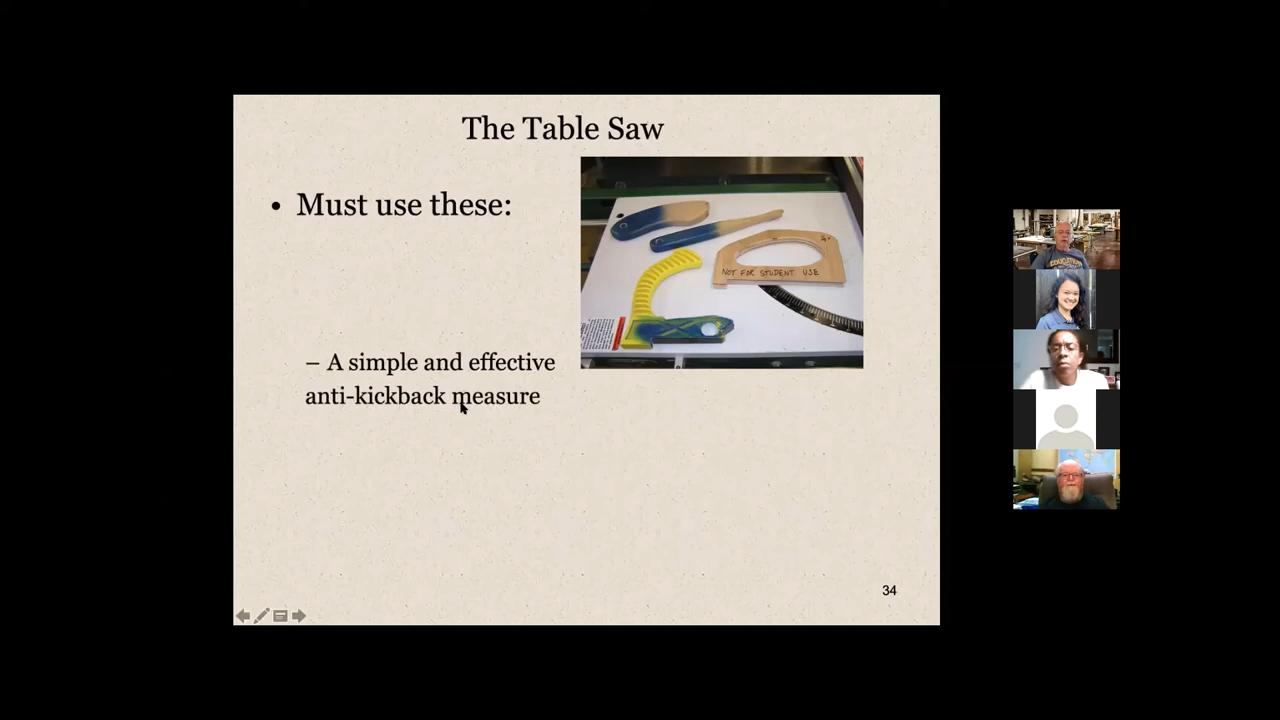 The Table Saw
• Must use these:
NOT FOR STUDENT USE
– A simple and effective
anti-kickback measure
34